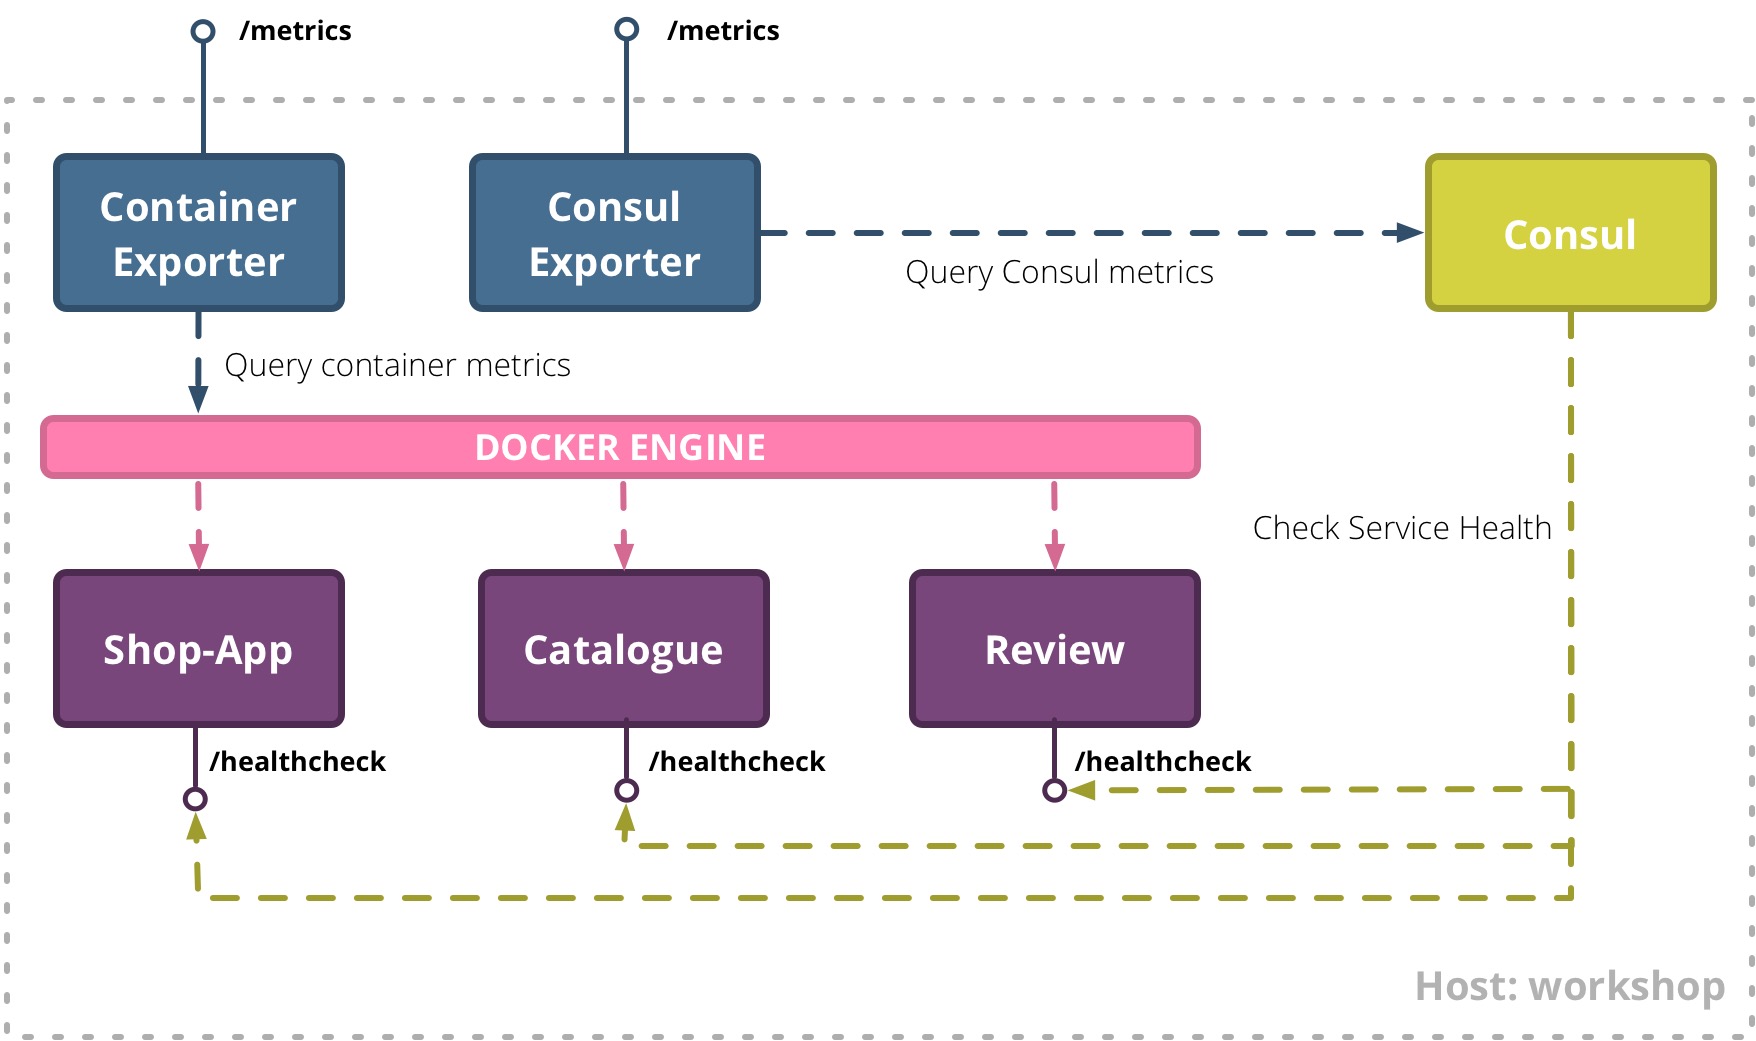 /metrics
/metrics
Container
Exporter
Consul
Exporter
Consul
Query Consul metrics
Query container metrics
DOCKER ENGINE
Check Service Health
Shop-App
Catalogue
Review
/healthcheck
/healthcheck
/healthcheck
Host: workshop